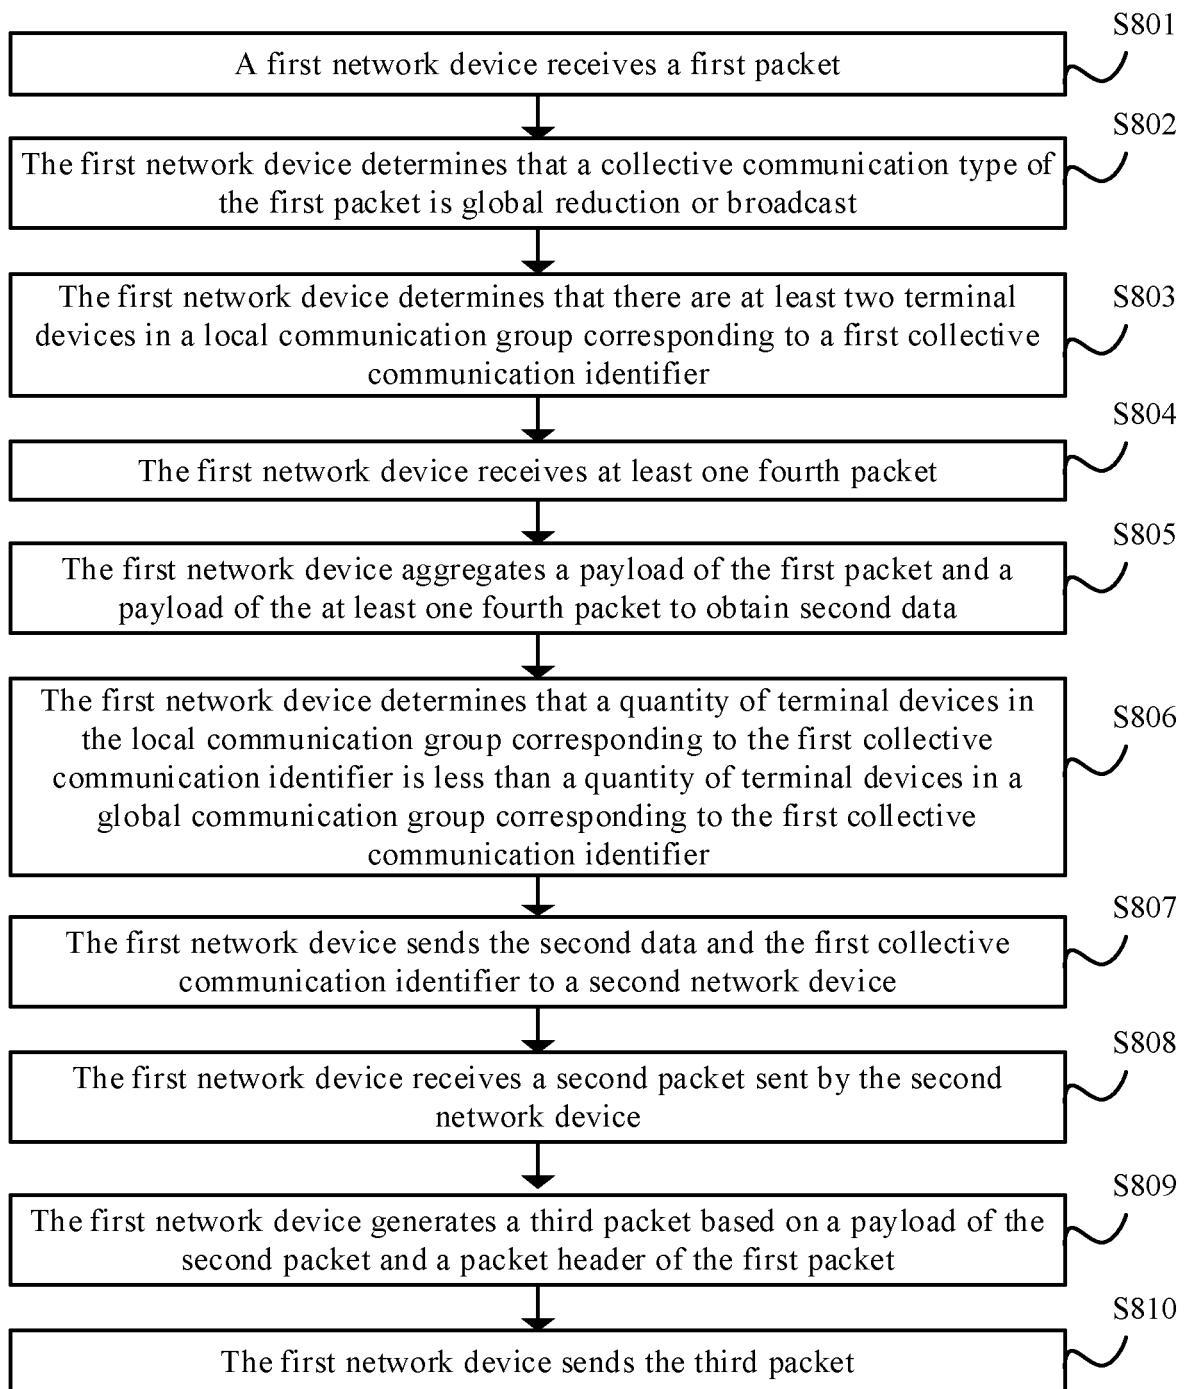 S801
A first network device receives a first packet
S802
The first network device determines that a collective communication type of
the first packet is global reduction or broadcast
S803
The first network device determines that there are at least two terminal
devices in a local communication group corresponding to a first collective
communication identifier
S804
The first network device receives at least one fourth packet
S805
The first network device aggregates a payload of the first packet and a
payload of the at least one fourth packet to obtain second data
S806
The first network device determines that a quantity of terminal devices in
the local communication group corresponding to the first collective
communication identifier is less than a quantity of terminal devices in a
global communication group corresponding to the first collective
communication identifier
S807
The first network device sends the second data and the first collective
communication identifier to a second network device
S808
The first network device receives a second packet sent by the second
network device
S809
The first network device generates a third packet based on a payload of the
second packet and a packet header of the first packet
S810
The first network device sends the third packet